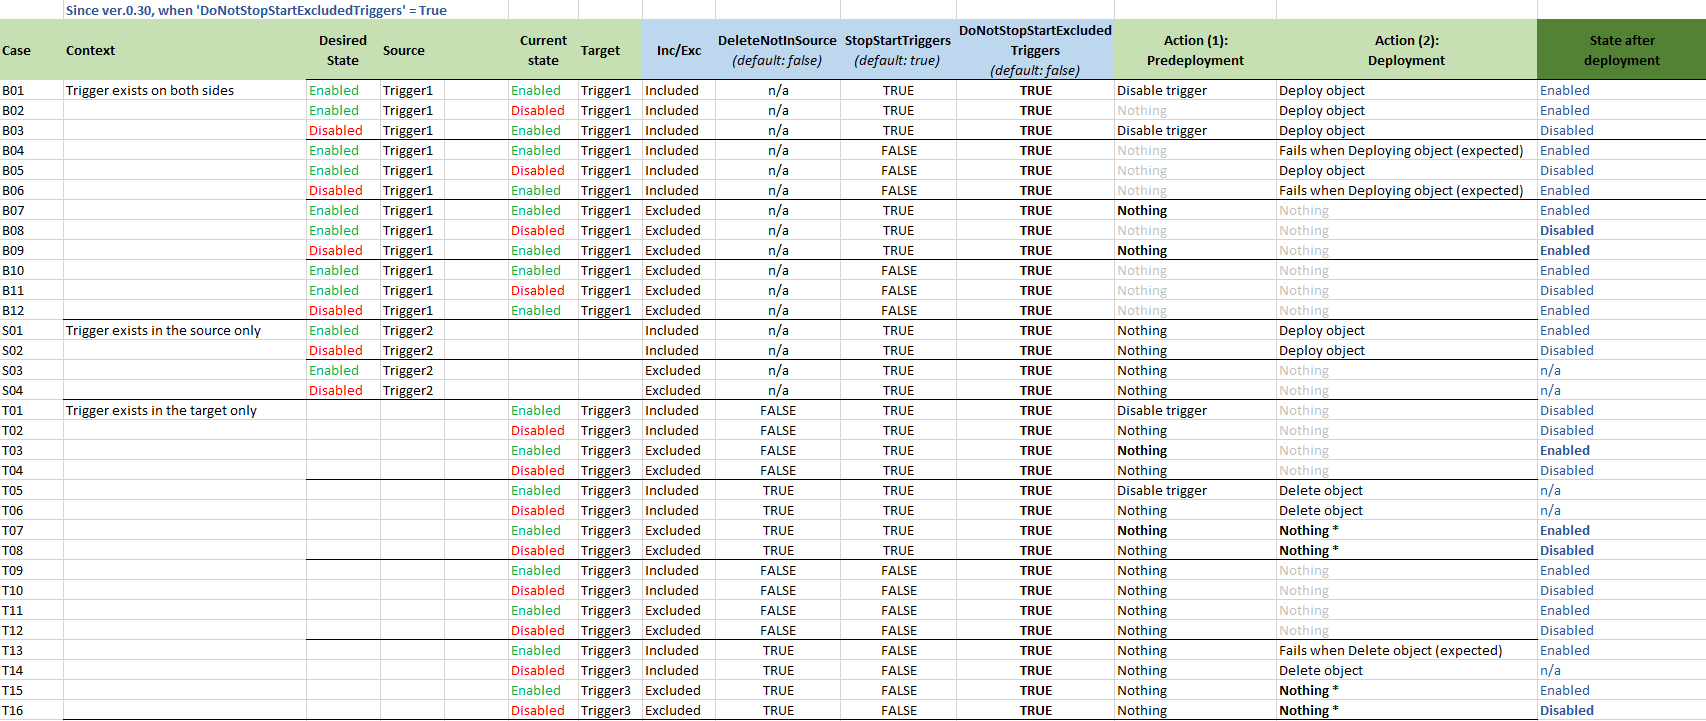 Since ver.0.30, when 'DoNotStopStartExcludedTriggers' = True
Case Context Desired State Source Current state Target Inc/Exc DeleteNotInSource (default: false) StopStartTriggers (default: true) DoNotStopStartExcluded Triggers (default: false) Action (1): Predeployment Action (2): Deployment State after deployment
B01 Trigger exists on both sides Enabled Trigger1 Enabled Trigger1 Included n/a TRUE TRUE Disable trigger Deploy object Enabled
B02 Enabled Trigger1 Disabled Trigger1 Included n/a TRUE TRUE Nothing Deploy object Enabled
B03 Disabled Trigger1 Enabled Trigger1 Included n/a TRUE TRUE Disable trigger Deploy object Disabled
B04 Enabled Trigger1 Enabled Trigger1 Included n/a FALSE TRUE Nothing Fails when Deploying object (expected) Enabled
B05 Enabled Trigger1 Disabled Trigger1 Included n/a FALSE TRUE Nothing Deploy object Disabled
B06 Disabled Trigger1 Enabled Trigger1 Included n/a FALSE TRUE Nothing Fails when Deploying object (expected) Enabled
B07 Enabled Trigger1 Enabled Trigger1 Excluded n/a TRUE TRUE Nothing Nothing Enabled
B08 Enabled Trigger1 Disabled Trigger1 Excluded n/a TRUE TRUE Nothing Nothing Disabled
B09 Disabled Trigger1 Enabled Trigger1 Excluded n/a TRUE TRUE Nothing Nothing Enabled
B10 Enabled Trigger1 Enabled Trigger1 Excluded n/a FALSE TRUE Nothing Nothing Enabled
B11 Enabled Trigger1 Disabled Trigger1 Excluded n/a FALSE TRUE Nothing Nothing Disabled
B12 Disabled Trigger1 Enabled Trigger1 Excluded n/a FALSE TRUE Nothing Nothing Enabled
S01 Trigger exists in the source only Enabled Trigger2 Included n/a TRUE TRUE Nothing Deploy object Enabled
S02 Disabled Trigger2 Included n/a TRUE TRUE Nothing Deploy object Disabled
S03 Enabled Trigger2 Excluded n/a TRUE TRUE Nothing Nothing n/a
S04 Disabled Trigger2 Excluded n/a TRUE TRUE Nothing Nothing n/a
T01 Trigger exists in the target only Enabled Trigger3 Included FALSE TRUE TRUE Disable trigger Nothing Disabled
T02 Disabled Trigger3 Included FALSE TRUE TRUE Nothing Nothing Disabled
T03 Enabled Trigger3 Excluded FALSE TRUE TRUE Nothing Nothing Enabled
T04 Disabled Trigger3 Excluded FALSE TRUE TRUE Nothing Nothing Disabled
T05 Enabled Trigger3 Included TRUE TRUE TRUE Disable trigger Delete object n/a
T06 Disabled Trigger3 Included TRUE TRUE TRUE Nothing Delete object n/a
T07 Enabled Trigger3 Excluded TRUE TRUE TRUE Nothing Nothing * Enabled
T08 Disabled Trigger3 Excluded TRUE TRUE TRUE Nothing Nothing * Disabled
T09 Enabled Trigger3 Included FALSE FALSE TRUE Nothing Nothing Enabled
T10 Disabled Trigger3 Included FALSE FALSE TRUE Nothing Nothing Disabled
T11 Enabled Trigger3 Excluded FALSE FALSE TRUE Nothing Nothing Enabled
T12 Disabled Trigger3 Excluded FALSE FALSE TRUE Nothing Nothing Disabled
T13 Enabled Trigger3 Included TRUE FALSE TRUE Nothing Fails when Delete object (expected) Enabled
T14 Disabled Trigger3 Included TRUE FALSE TRUE Nothing Delete object n/a
T15 Enabled Trigger3 Excluded TRUE FALSE TRUE Nothing Nothing * Enabled
T16 Disabled Trigger3 Excluded TRUE FALSE TRUE Nothing Nothing * Disabled